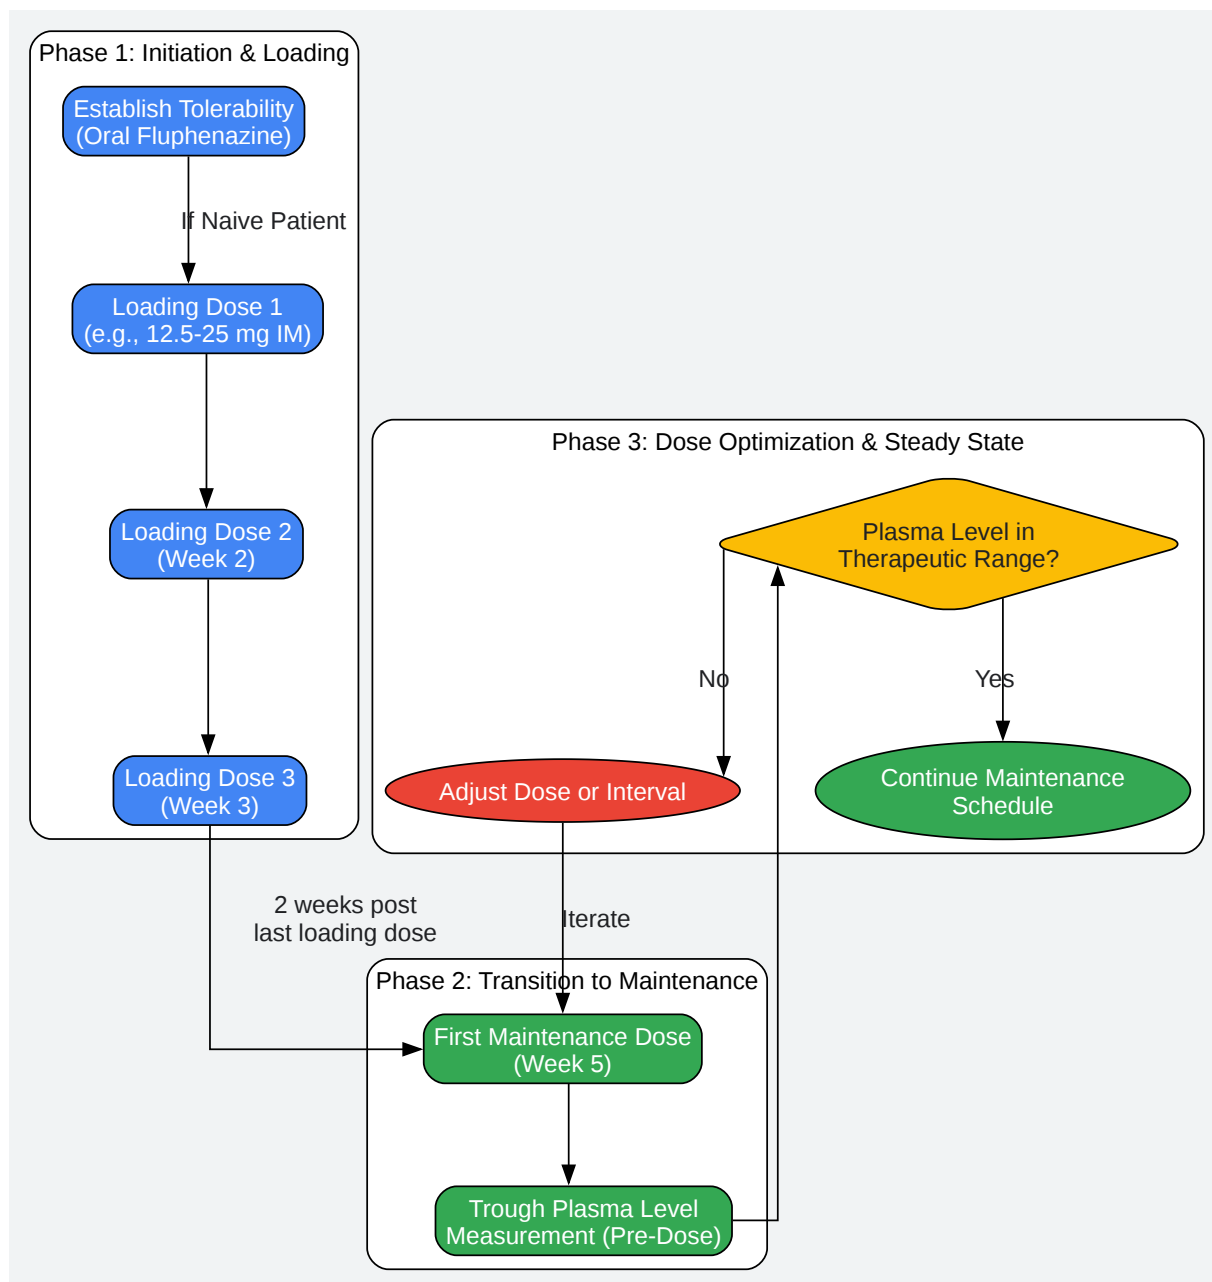 Phase 1: Initiation & Loading
Establish Tolerability
(Oral Fluphenazine)
If Naive Patient
Loading Dose 1
(e.g., 12.5-25 mg IM)
Loading Dose 2
(Week 2)
Loading Dose 3
(Week 3)
2 weeks post
last loading dose
Phase 3: Dose Optimization & Steady State
Plasma Level in
Therapeutic Range?
No
Yes
Adjust Dose or Interval
Continue Maintenance
Schedule
Iterate
Phase 2: Transition to Maintenance
First Maintenance Dose
(Week 5)
Trough Plasma Level
Measurement (Pre-Dose)